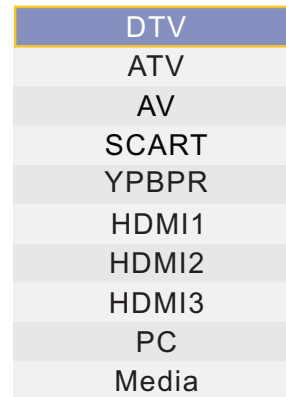 DTV
ATV
AV
SCART
YPBPR
HDMI1
HDMI2
HDMI3
PC
Media